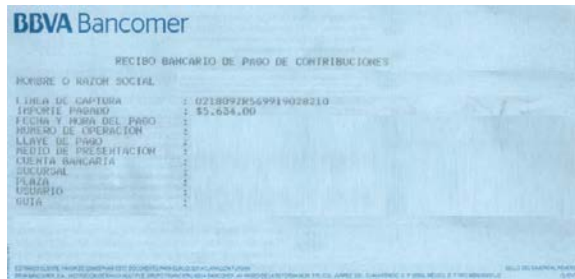 BBVA Bancomer
RECIBO BANCARIO DE PAGO DE CONTRIBUCIONES
NOMBRE O RAZON SOCIAL
LINEA DE CAPTURA : 0218092R569919028210
IMPORTE PAGADO : $5,634.00
FECHA Y HORA DEL PAGO :
NUMERO DE OPERACION :
LLAVE DE PAGO :
MEDIO DE PRESENTACION :
CUENTA BANCARIA :
SUCURSAL :
PLAZA :
USUARIO :
GUIA :